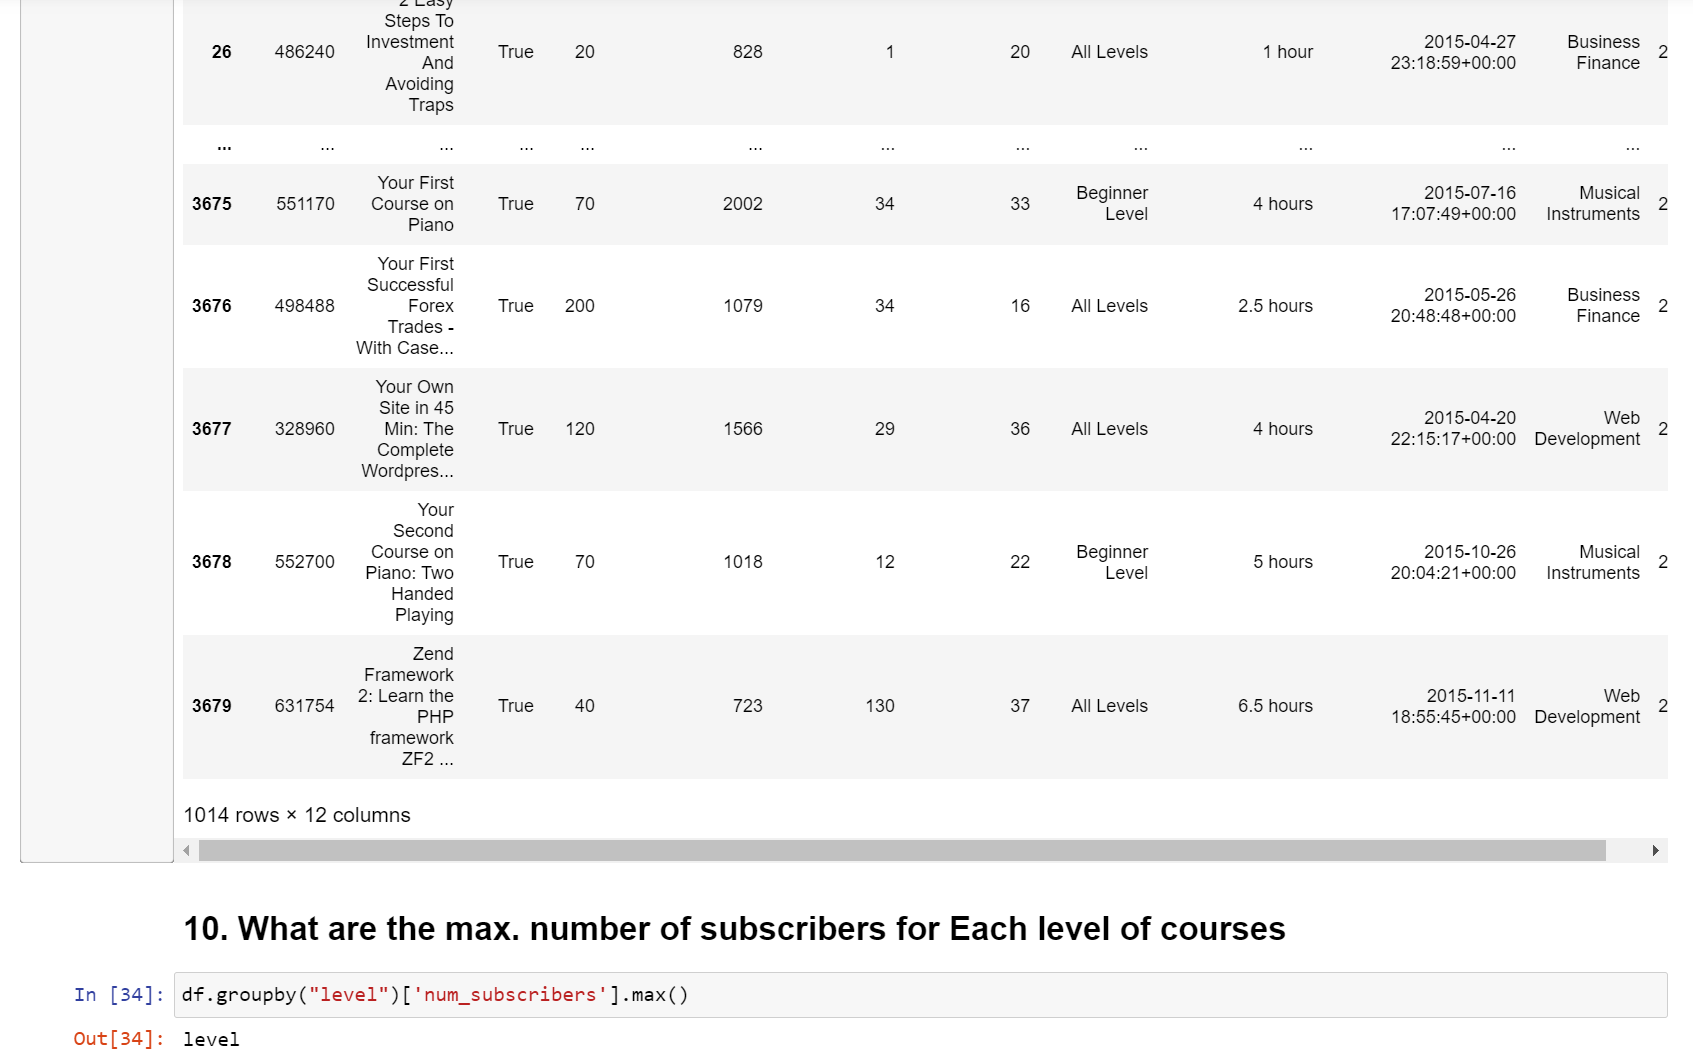 2 Easy
Steps To
Investment
And
Avoiding
Traps
26 486240 True 20 828 1 20 All Levels 1 hour 2015-04-27 23:18:59+00:00 Business Finance 2
... ... ... ... ... ... ... ... ... ... ... ...
3675 551170 Your First Course on Piano True 70 2002 34 33 Beginner Level 4 hours 2015-07-16 17:07:49+00:00 Musical Instruments 2
3676 498488 Your First Successful Forex Trades - With Case... True 200 1079 34 16 All Levels 2.5 hours 2015-05-26 20:48:48+00:00 Business Finance 2
3677 328960 Your Own Site in 45 Min: The Complete Wordpres... True 120 1566 29 36 All Levels 4 hours 2015-04-20 22:15:17+00:00 Web Development 2
3678 552700 Your Second Course on Piano: Two Handed Playing True 70 1018 12 22 Beginner Level 5 hours 2015-10-26 20:04:21+00:00 Musical Instruments 2
3679 631754 Zend Framework 2: Learn the PHP framework ZF2 ... True 40 723 130 37 All Levels 6.5 hours 2015-11-11 18:55:45+00:00 Web Development 2
1014 rows × 12 columns
10. What are the max. number of subscribers for Each level of courses
In [34]: df.groupby("level")['num_subscribers'].max()
Out[34]: level